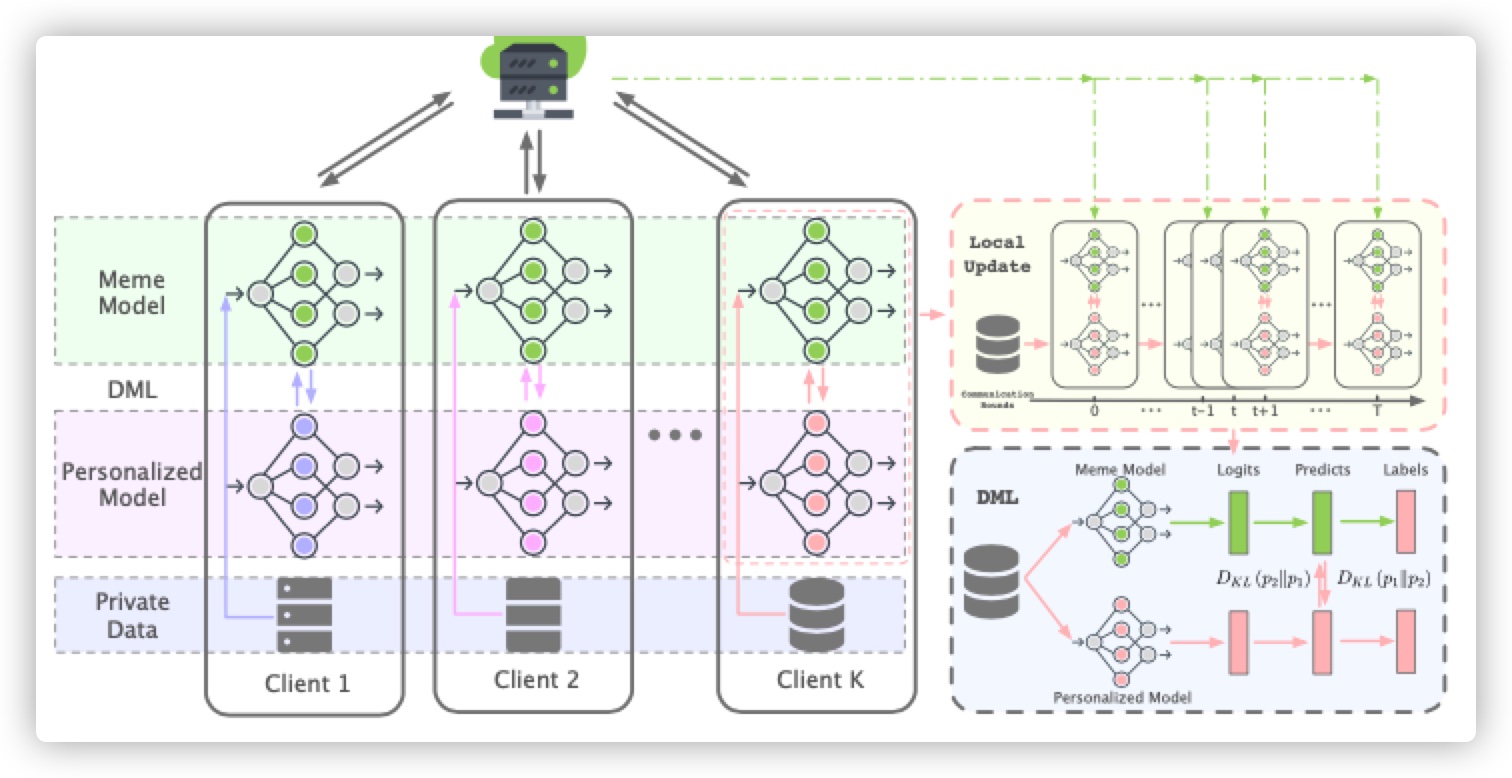 Meme
Model
DML
Personalized
Model
Private
Data
Client 1
Client 2
Client K
Local
Update
Communication
Rounds
0 ... t-1 t t+1 ... T
DML
Meme Model
Logits
Predicts
Labels
D_{KL}(p_2||p_1)
D_{KL}(p_1||p_2)
Personalized Model